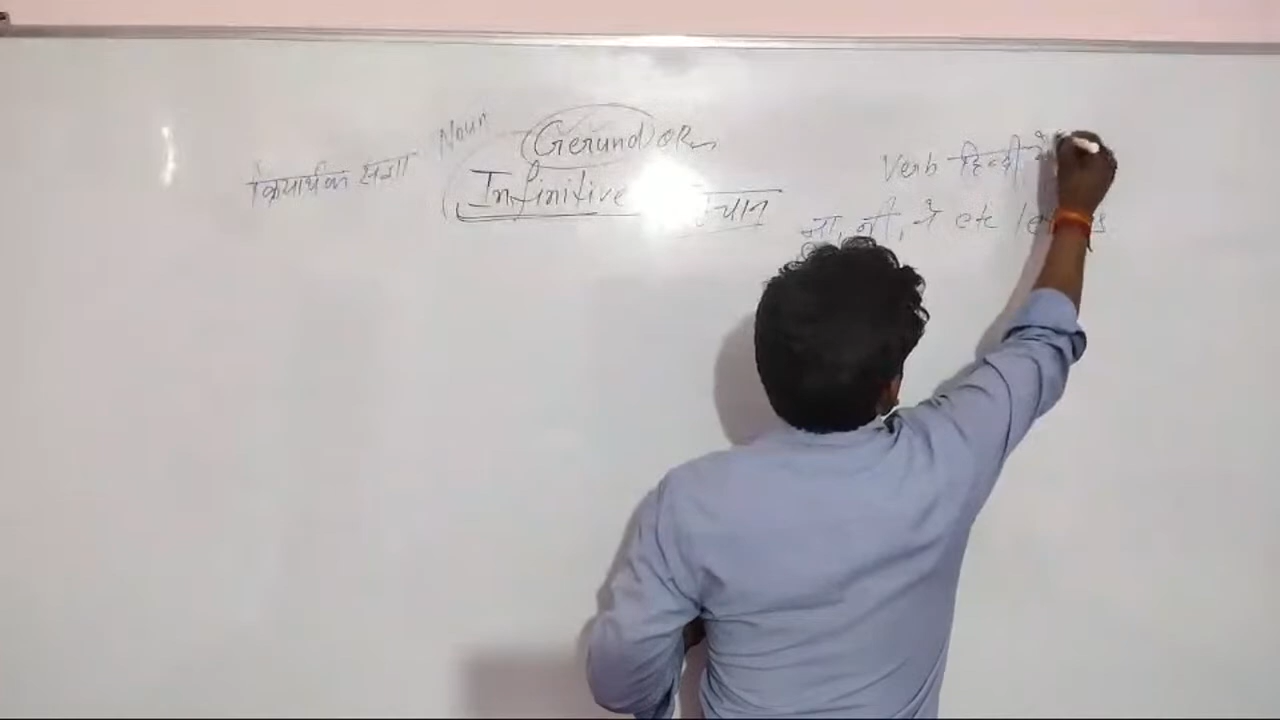 Noun Gerund OR
क्रियार्थक संज्ञा Infinitive
Verb हिन्दी में
ना, नी, ने etc